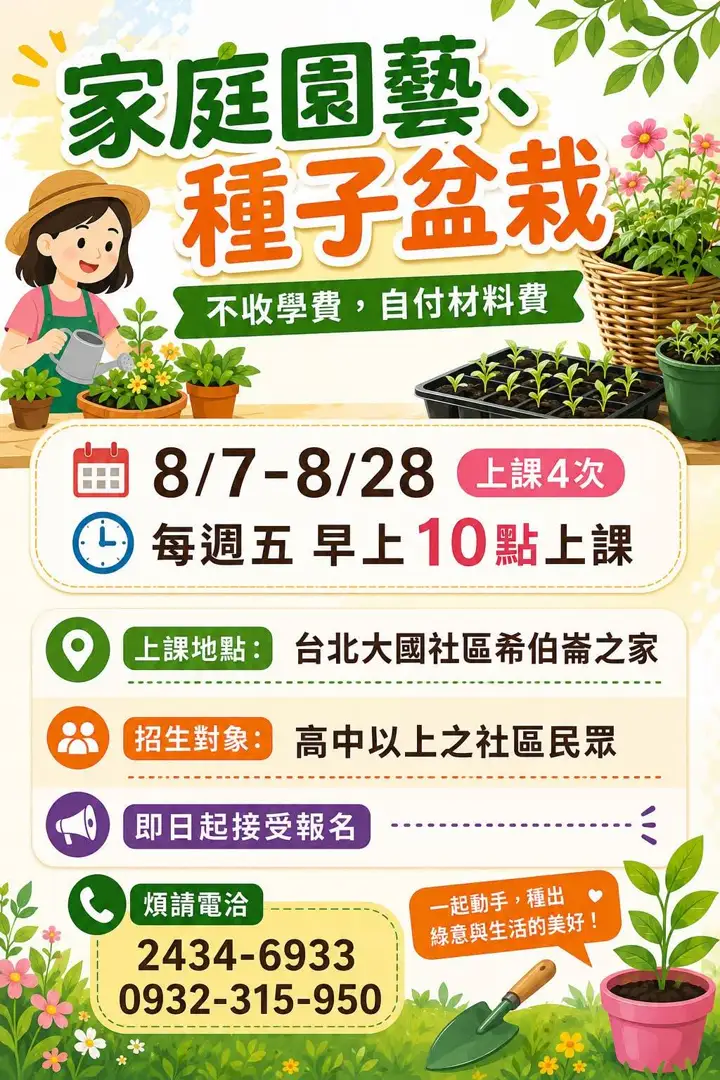 家庭園藝、
種子盆栽
不收學費，自付材料費
8/7-8/28 上課4次
每週五 早上10點上課
上課地點： 台北大國社區希伯崙之家
招生對象： 高中以上之社區民眾
即日起接受報名
煩請電洽
2434-6933
0932-315-950
一起動手，種出
綠意與生活的美好！